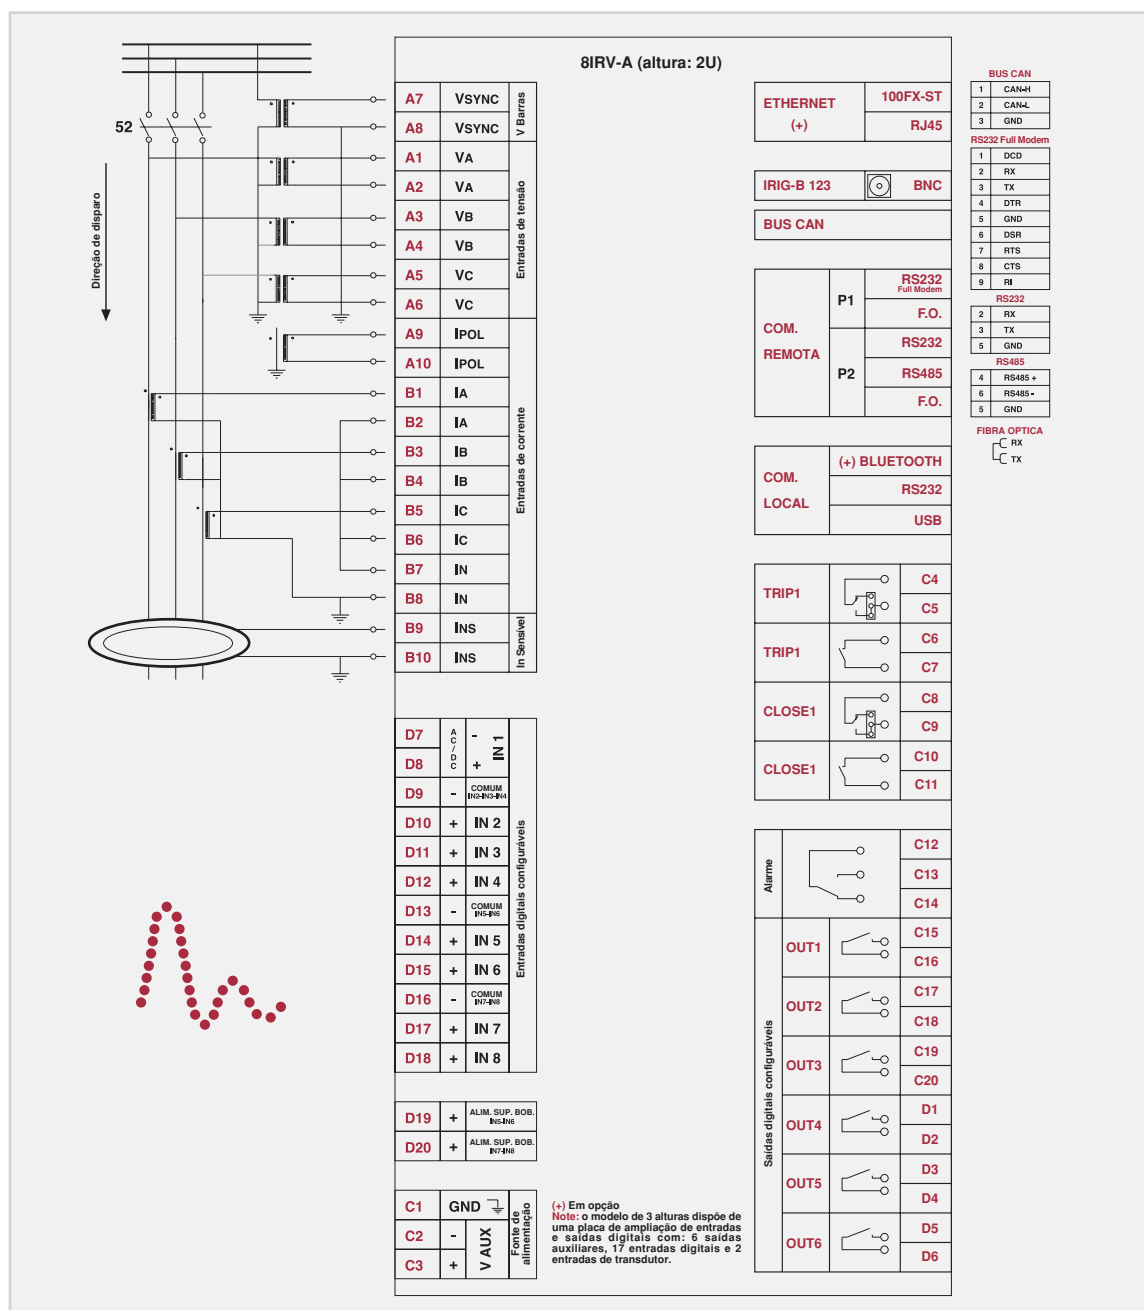 8IRV-A (altura: 2U)
52
Direção de disparo
A7 VSYNC
A8 VSYNC
V Barras
A1 VA
A2 VA
A3 VB
A4 VB
A5 VC
A6 VC
Entradas de tensão
A9 IPOL
A10 IPOL
B1 IA
B2 IA
B3 IB
B4 IB
B5 IC
B6 IC
B7 IN
B8 IN
Entradas de corrente
B9 INS
B10 INS
In Sensível
D7 -
D8 +
AC/DC
IN 1
D9 - COMUM
IN2-IN3-IN4
D10 + IN 2
D11 + IN 3
D12 + IN 4
D13 - COMUM
IN5-IN6
D14 + IN 5
D15 + IN 6
D16 - COMUM
IN7-IN8
D17 + IN 7
D18 + IN 8
Entradas digitais configuráveis
D19 + ALIM. SUP. BOB.
IN5-IN6
D20 + ALIM. SUP. BOB.
IN7-IN8
C1 GND
C2 -
C3 +
V AUX
Fonte de
alimentação
(+) Em opção
Note: o modelo de 3 alturas dispõe de
uma placa de ampliação de entradas
e saídas digitais com: 6 saídas
auxiliares, 17 entradas digitais e 2
entradas de transdutor.
ETHERNET
(+)
100FX-ST
RJ45
IRIG-B 123 BNC
BUS CAN
COM.
REMOTA
P1
RS232
Full Modem
F.O.
P2
RS232
RS485
F.O.
COM.
LOCAL
(+) BLUETOOTH
RS232
USB
TRIP1
C4
C5
TRIP1
C6
C7
CLOSE1
C8
C9
CLOSE1
C10
C11
Alarme
C12
C13
C14
Saídas digitais configuráveis
OUT1
C15
C16
OUT2
C17
C18
OUT3
C19
C20
OUT4
D1
D2
OUT5
D3
D4
OUT6
D5
D6
BUS CAN
1 CAN-H
2 CAN-L
3 GND
RS232 Full Modem
1 DCD
2 RX
3 TX
4 DTR
5 GND
6 DSR
7 RTS
8 CTS
9 RI
RS232
2 RX
3 TX
5 GND
RS485
4 RS485 +
6 RS485 -
5 GND
FIBRA OPTICA
RX
TX